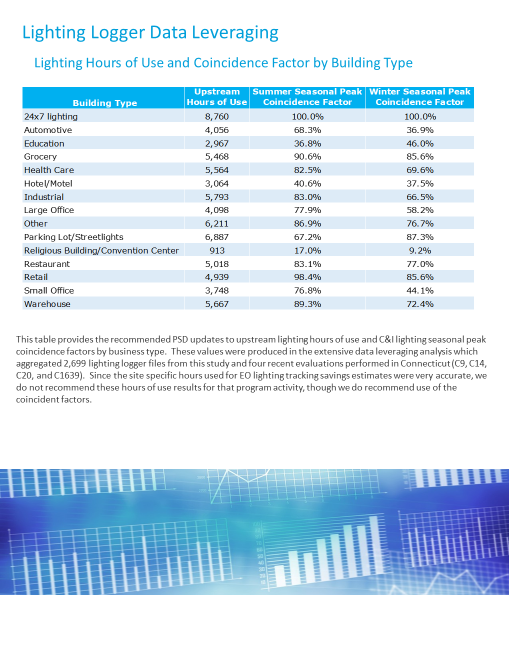 Lighting Logger Data Leveraging
Lighting Hours of Use and Coincidence Factor by Building Type
Building Type Upstream Hours of Use Summer Seasonal Peak Coincidence Factor Winter Seasonal Peak Coincidence Factor
24x7 lighting 8,760 100.0% 100.0%
Automotive 4,056 68.3% 36.9%
Education 2,967 36.8% 46.0%
Grocery 5,468 90.6% 85.6%
Health Care 5,564 82.5% 69.6%
Hotel/Motel 3,064 40.6% 37.5%
Industrial 5,793 83.0% 66.5%
Large Office 4,098 77.9% 58.2%
Other 6,211 86.9% 76.7%
Parking Lot/Streetlights 6,887 67.2% 87.3%
Religious Building/Convention Center 913 17.0% 9.2%
Restaurant 5,018 83.1% 77.0%
Retail 4,939 98.4% 85.6%
Small Office 3,748 76.8% 44.1%
Warehouse 5,667 89.3% 72.4%
This table provides the recommended PSD updates to upstream lighting hours of use and C&I lighting seasonal peak
coincidence factors by business type. These values were produced in the extensive data leveraging analysis which
aggregated 2,699 lighting logger files from this study and four recent evaluations performed in Connecticut (C9, C14,
C20, and C1639). Since the site specific hours used for EO lighting tracking savings estimates were very accurate, we
do not recommend these hours of use results for that program activity, though we do recommend use of the
coincident factors.